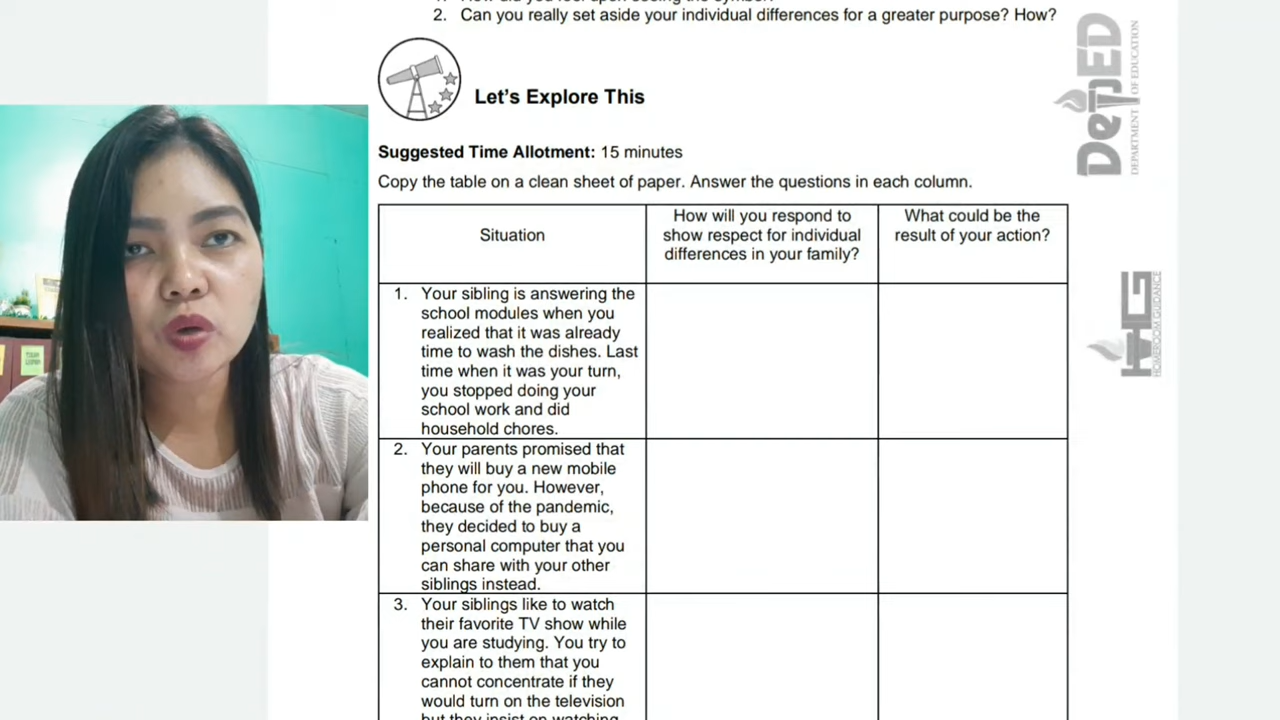 2. Can you really set aside your individual differences for a greater purpose? How?
Let's Explore This
Suggested Time Allotment: 15 minutes
Copy the table on a clean sheet of paper. Answer the questions in each column.
Situation
How will you respond to
show respect for individual
differences in your family?
What could be the
result of your action?
1. Your sibling is answering the
school modules when you
realized that it was already
time to wash the dishes. Last
time when it was your turn,
you stopped doing your
school work and did
household chores.
2. Your parents promised that
they will buy a new mobile
phone for you. However,
because of the pandemic,
they decided to buy a
personal computer that you
can share with your other
siblings instead.
3. Your siblings like to watch
their favorite TV show while
you are studying. You try to
explain to them that you
cannot concentrate if they
would turn on the television
but they insist on watching
DepED
DEPARTMENT OF EDUCATION
HG
HOMEROOM GUIDANCE